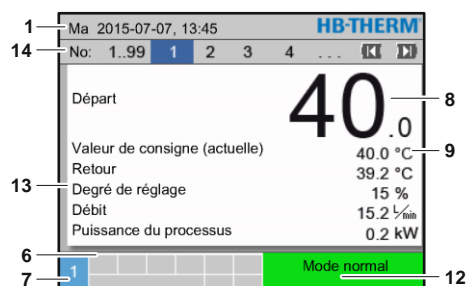 1 Ma 2015-07-07, 13:45 HB-THERM
14 No: 1..99 1 2 3 4 ...
Départ 40.0 8
Valeur de consigne (actuelle) 40.0 °C 9
Retour 39.2 °C
13 Degré de réglage 15 %
Débit 15.2 L/min
Puissance du processus 0.2 kW
6
7 1 Mode normal 12